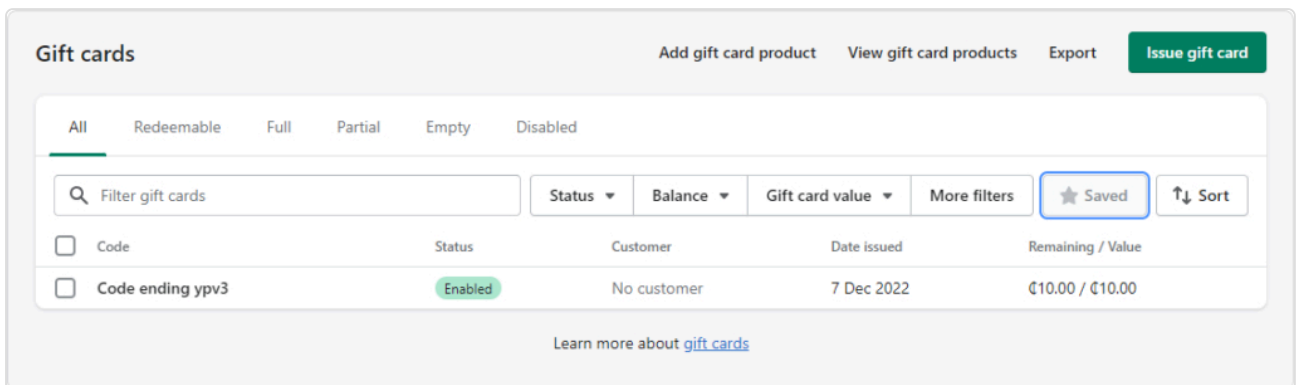 Gift cards Add gift card product View gift card products Export Issue gift card
All Redeemable Full Partial Empty Disabled
Filter gift cards Status Balance Gift card value More filters Saved Sort
Code Status Customer Date issued Remaining / Value
Code ending ypv3 Enabled No customer 7 Dec 2022 ₵10.00 / ₵10.00
Learn more about gift cards